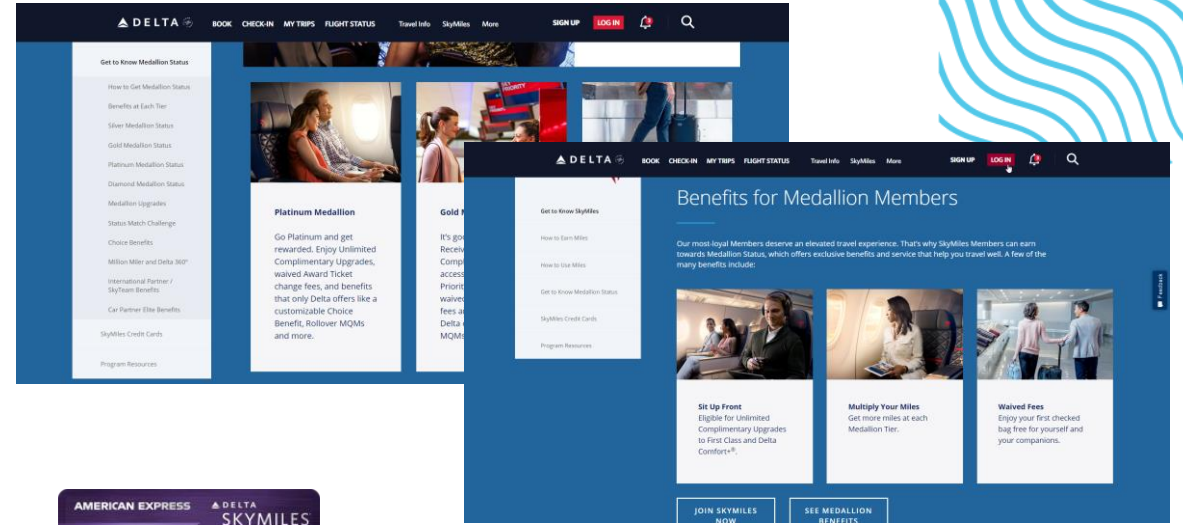 DELTA BOOK CHECK-IN MY TRIPS FLIGHT STATUS Travel Info SkyMiles More SIGN UP LOG IN
Get to Know Medallion Status
How to Get Medallion Status
Benefits at Each Tier
Silver Medallion Status
Gold Medallion Status
Platinum Medallion Status
Diamond Medallion Status
Medallion Upgrades
Status Match Challenge
Choice Benefits
Million Miler and Delta 360°
International Partner /
SkyTeam Benefits
Car Partner Elite Benefits
SkyMiles Credit Cards
Program Resources
PRIORITY
Platinum Medallion
Go Platinum and get
rewarded. Enjoy Unlimited
Complimentary Upgrades,
waived Award Ticket
change fees, and benefits
that only Delta offers like a
customizable Choice
Benefit, Rollover MQMs
and more.
Gold
It's go
Receiv
Compl
access
Priorit
waived
fees a
Delta
MQMs
DELTA BOOK CHECK-IN MY TRIPS FLIGHT STATUS Travel Info SkyMiles More SIGN UP LOG IN
Get to Know SkyMiles
How to Earn Miles
How to Use Miles
Get to Know Medallion Status
SkyMiles Credit Cards
Program Resources
Benefits for Medallion Members
Our most-loyal Members deserve an elevated travel experience. That's why SkyMiles Members can earn
towards Medallion Status, which offers exclusive benefits and service that help you travel well. A few of the
many benefits include:
Sit Up Front
Eligible for Unlimited
Complimentary Upgrades
to First Class and Delta
Comfort+®.
Multiply Your Miles
Get more miles at each
Medallion Tier.
Waived Fees
Enjoy your first checked
bag free for yourself and
your companions.
JOIN SKYMILES
NOW
SEE MEDALLION
BENEFITS
Feedback
AMERICAN EXPRESS
DELTA
SKYMILES